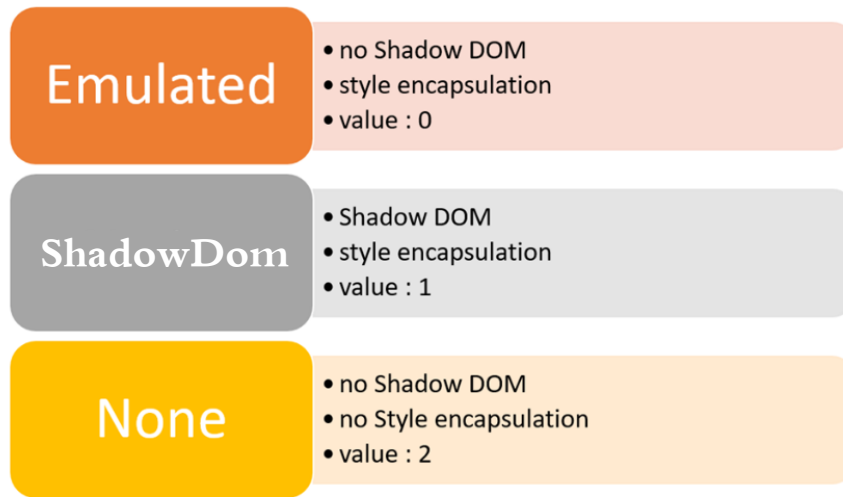 Emulated
• no Shadow DOM
• style encapsulation
• value : 0
ShadowDom
• Shadow DOM
• style encapsulation
• value : 1
None
• no Shadow DOM
• no Style encapsulation
• value : 2